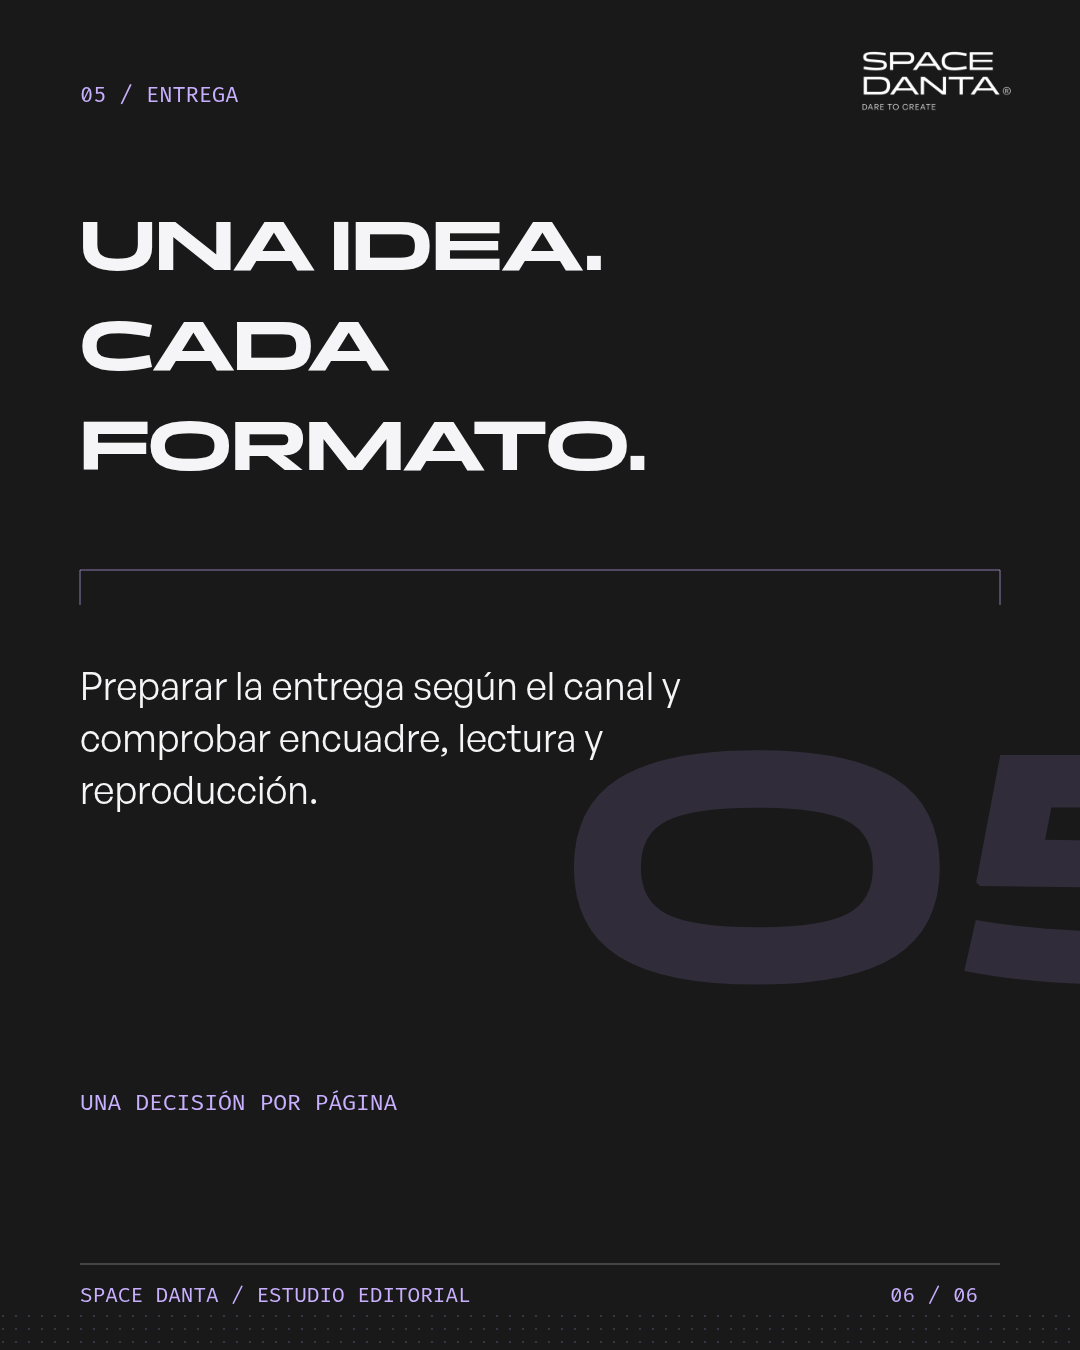 05 / ENTREGA
SPACE
DANTA®
DARE TO CREATE
UNA IDEA.
CADA
FORMATO.
Preparar la entrega según el canal y
comprobar encuadre, lectura y
reproducción.
05
UNA DECISIÓN POR PÁGINA
SPACE DANTA / ESTUDIO EDITORIAL
06 / 06